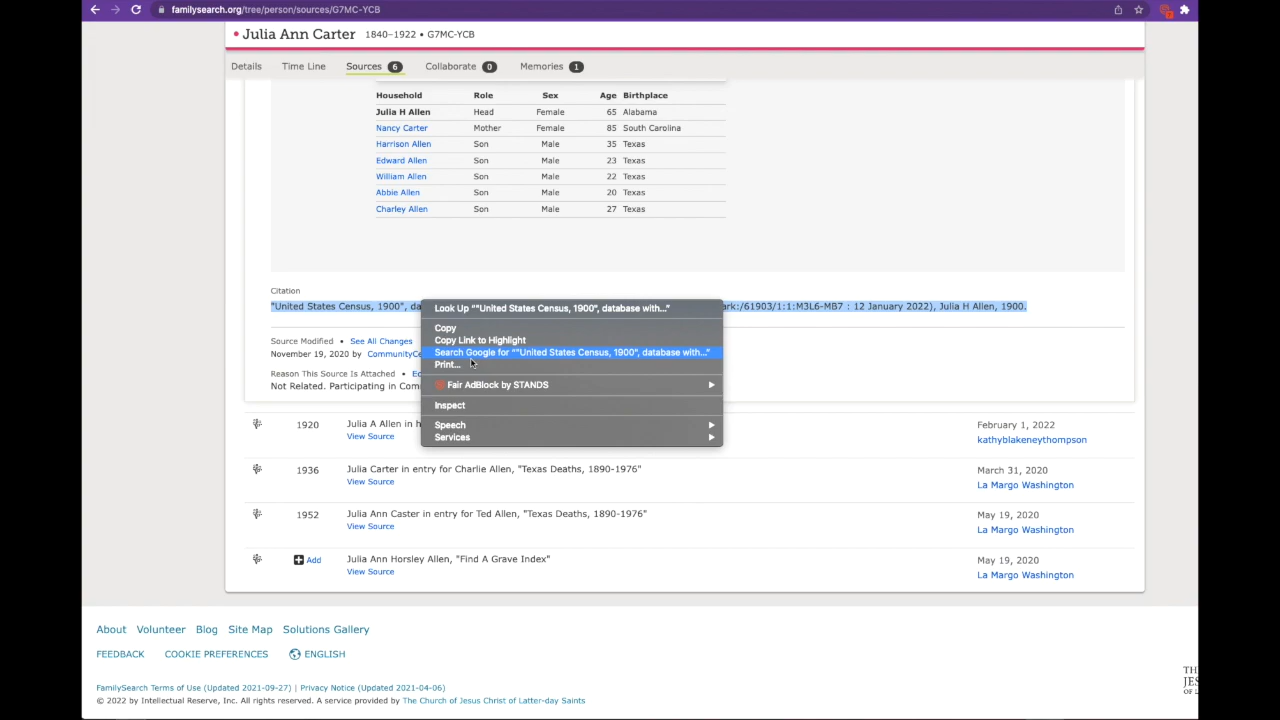 familysearch.org/tree/person/sources/G7MC-YCB
Julia Ann Carter 1840–1922 • G7MC-YCB
Details Time Line Sources 6 Collaborate 0 Memories 1
Household Role Sex Age Birthplace
Julia H Allen Head Female 65 Alabama
Nancy Carter Mother Female 85 South Carolina
Harrison Allen Son Male 35 Texas
Edward Allen Son Male 23 Texas
William Allen Son Male 22 Texas
Abbie Allen Son Male 20 Texas
Charley Allen Son Male 27 Texas
Citation
"United States Census, 1900", da ark:/61903/1:1:M3L6-MB7 : 12 January 2022), Julia H Allen, 1900.
Look Up ""United States Census, 1900", database with..."
Copy
Copy Link to Highlight
Search Google for ""United States Census, 1900", database with..."
Print...
Fair AdBlock by STANDS
Inspect
Speech
Services
Source Modified • See All Changes
November 19, 2020 by CommunityCe
Reason This Source Is Attached • Ed
Not Related. Participating in Com
1920 Julia A Allen in h February 1, 2022
View Source kathyblakeneythompson
1936 Julia Carter in entry for Charlie Allen, "Texas Deaths, 1890-1976" March 31, 2020
View Source La Margo Washington
1952 Julia Ann Caster in entry for Ted Allen, "Texas Deaths, 1890-1976" May 19, 2020
View Source La Margo Washington
Add Julia Ann Horsley Allen, "Find A Grave Index" May 19, 2020
View Source La Margo Washington
About Volunteer Blog Site Map Solutions Gallery
FEEDBACK COOKIE PREFERENCES ENGLISH
FamilySearch Terms of Use (Updated 2021-09-27) | Privacy Notice (Updated 2021-04-06)
© 2022 by Intellectual Reserve, Inc. All rights reserved. A service provided by The Church of Jesus Christ of Latter-day Saints
TH
JES
OF L